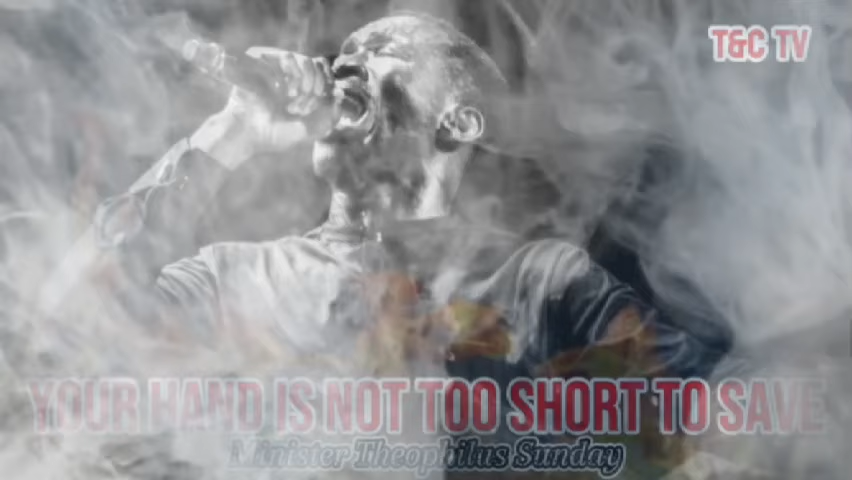 T&C TV
YOUR HAND IS NOT TOO SHORT TO SAVE
Minister Theophilus Sunday